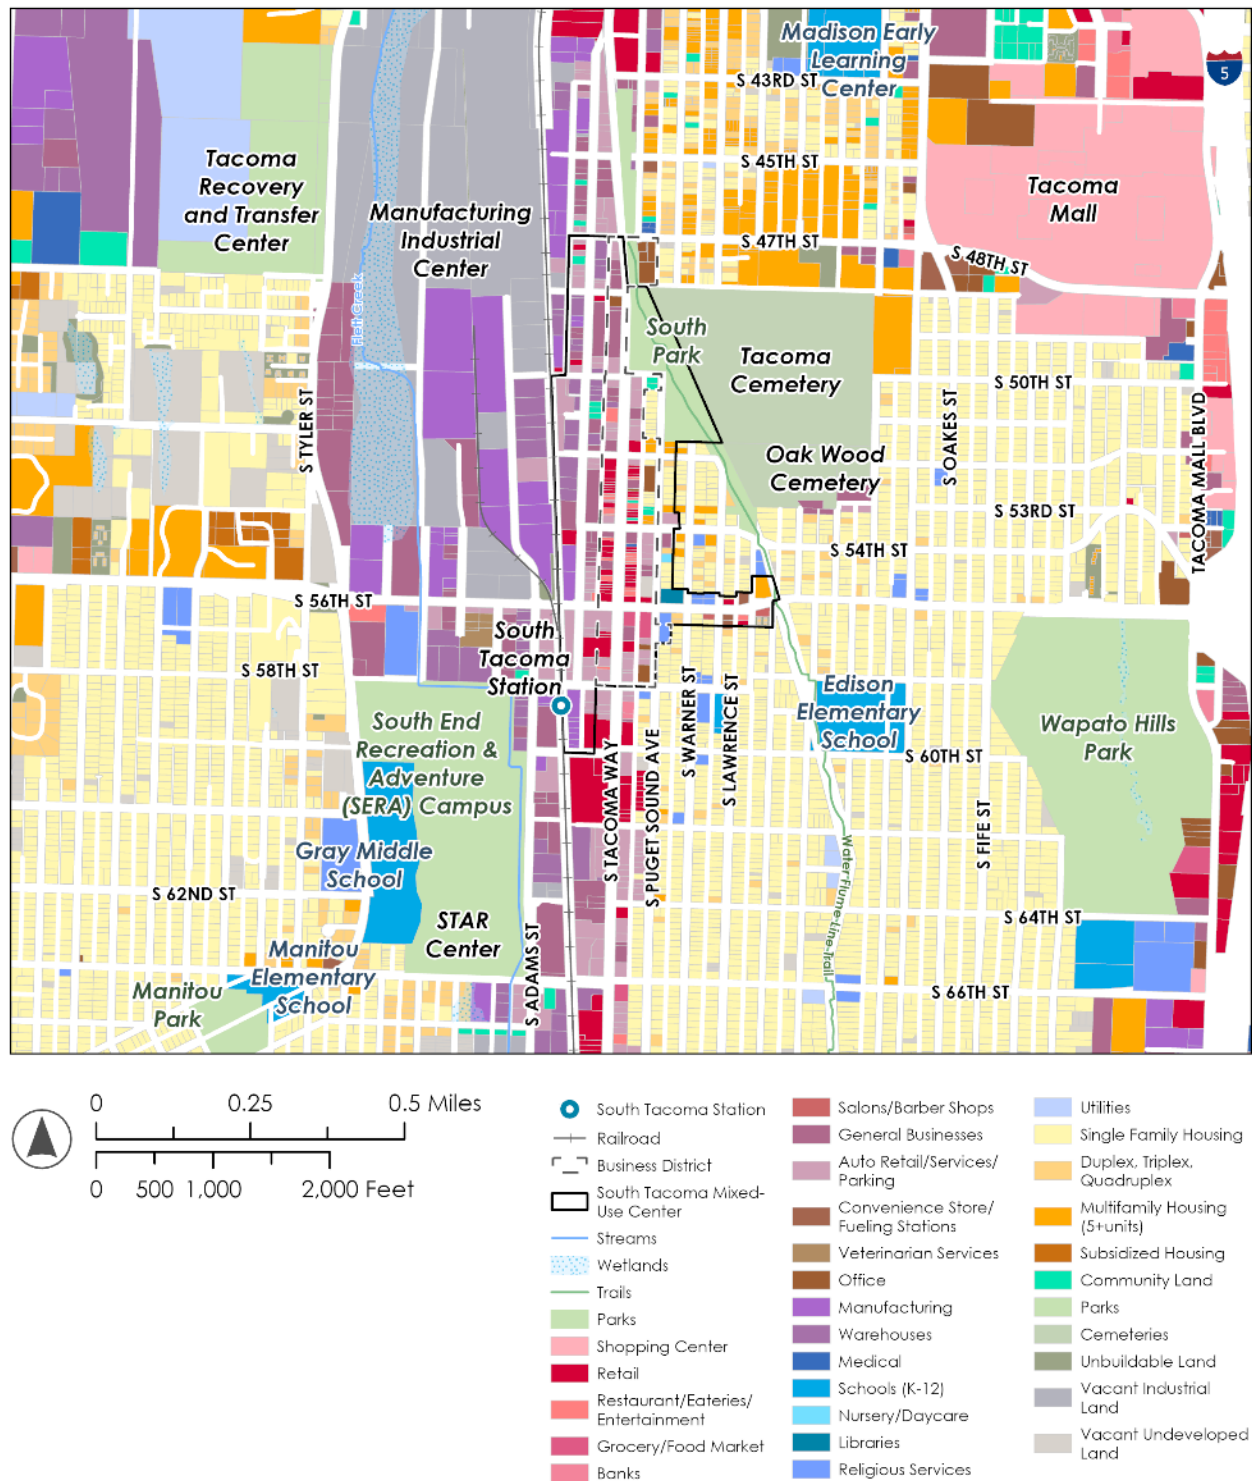 Madison Early
Learning
Center
S 43RD ST
5
Tacoma
Recovery
and Transfer
Center
S 45TH ST
Tacoma
Mall
Manufacturing
Industrial
Center
S 47TH ST
S 48TH ST
Flett Creek
South
Park
Tacoma
Cemetery
S 50TH ST
S TYLER ST
S OAKES ST
TACOMA MALL BLVD
Oak Wood
Cemetery
S 53RD ST
S 54TH ST
S 56TH ST
South
Tacoma
Station
S 58TH ST
S WARNER ST
S LAWRENCE ST
Edison
Elementary
School
Wapato Hills
Park
South End
Recreation &
Adventure
(SERA) Campus
S TACOMA WAY
S PUGET SOUND AVE
S 60TH ST
S FIFE ST
Gray Middle
School
Water Flume Line Trail
S 62ND ST
S 64TH ST
STAR
Center
S ADAMS ST
Manitou
Elementary
School
Manitou
Park
S 66TH ST
0 0.25 0.5 Miles
0 500 1,000 2,000 Feet
South Tacoma Station
Railroad
Business District
South Tacoma Mixed-
Use Center
Streams
Wetlands
Trails
Parks
Shopping Center
Retail
Restaurant/Eateries/
Entertainment
Grocery/Food Market
Banks
Salons/Barber Shops
General Businesses
Auto Retail/Services/
Parking
Convenience Store/
Fueling Stations
Veterinarian Services
Office
Manufacturing
Warehouses
Medical
Schools (K-12)
Nursery/Daycare
Libraries
Religious Services
Utilities
Single Family Housing
Duplex, Triplex,
Quadruplex
Multifamily Housing
(5+units)
Subsidized Housing
Community Land
Parks
Cemeteries
Unbuildable Land
Vacant Industrial
Land
Vacant Undeveloped
Land